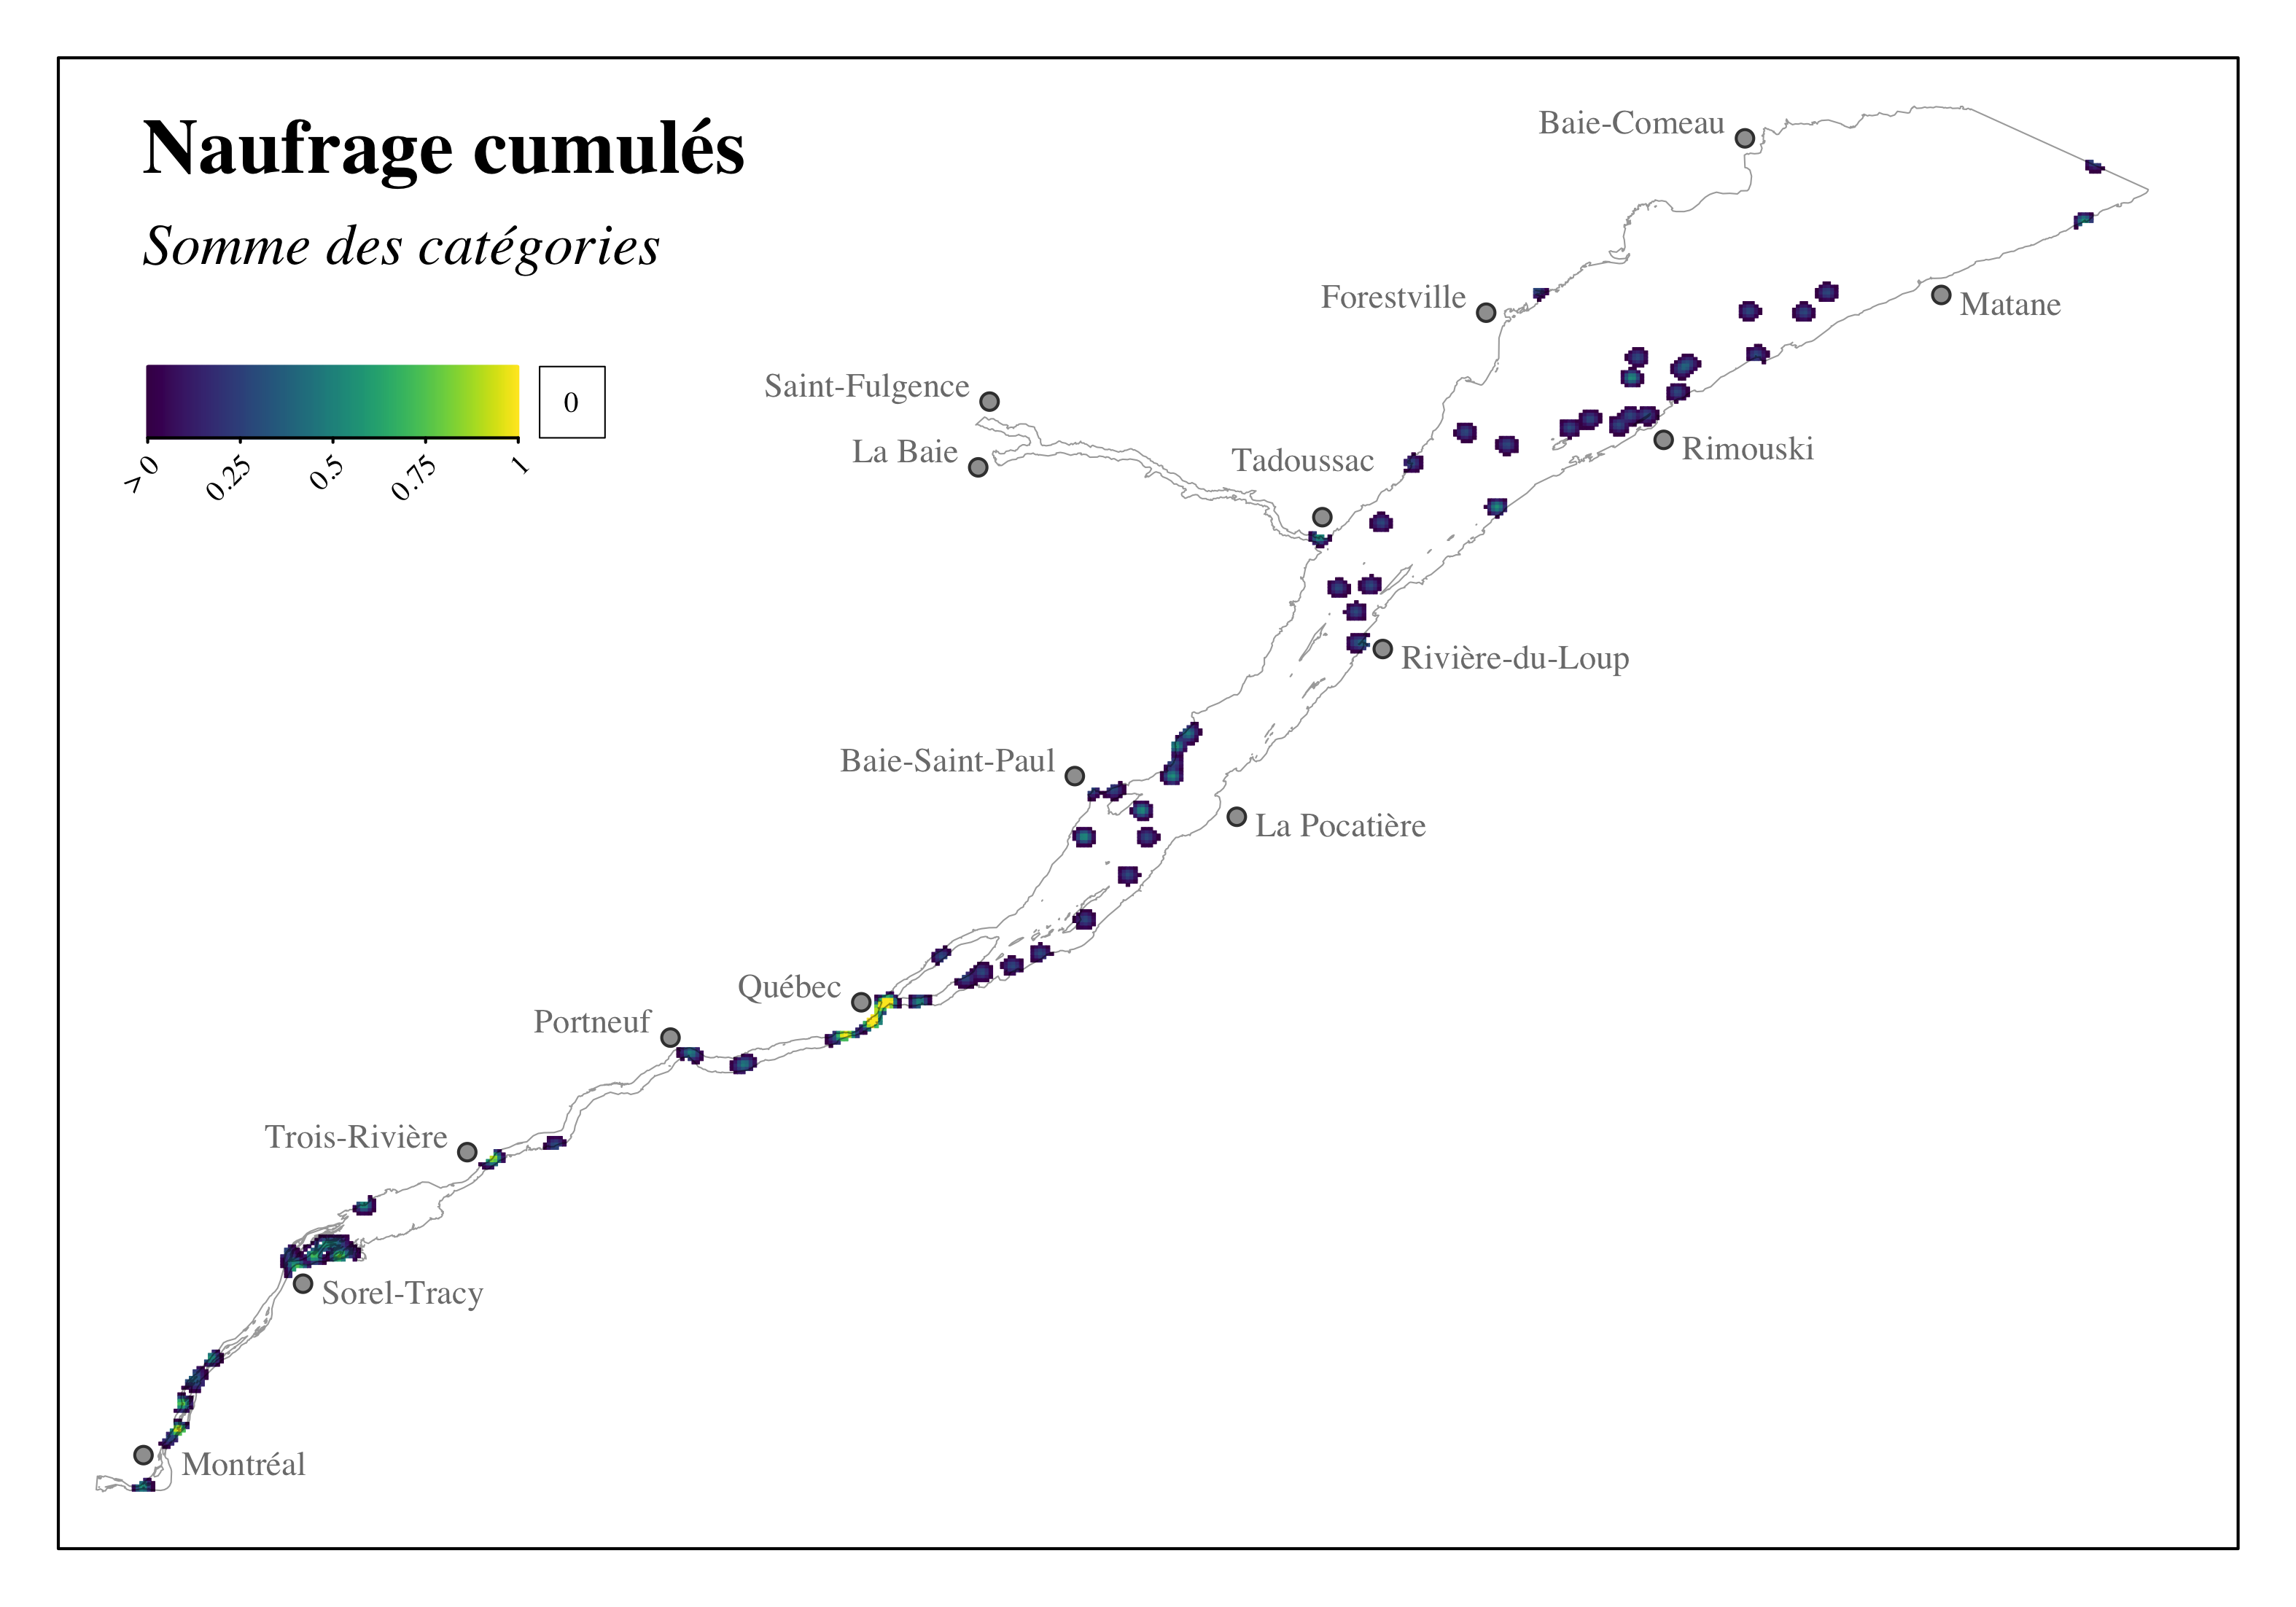 Naufrage cumulés
Somme des catégories
> 0
0.25
0.5
0.75
1
0
Baie-Comeau
Forestville
Matane
Saint-Fulgence
La Baie
Tadoussac
Rimouski
Rivière-du-Loup
Baie-Saint-Paul
La Pocatière
Québec
Portneuf
Trois-Rivière
Sorel-Tracy
Montréal